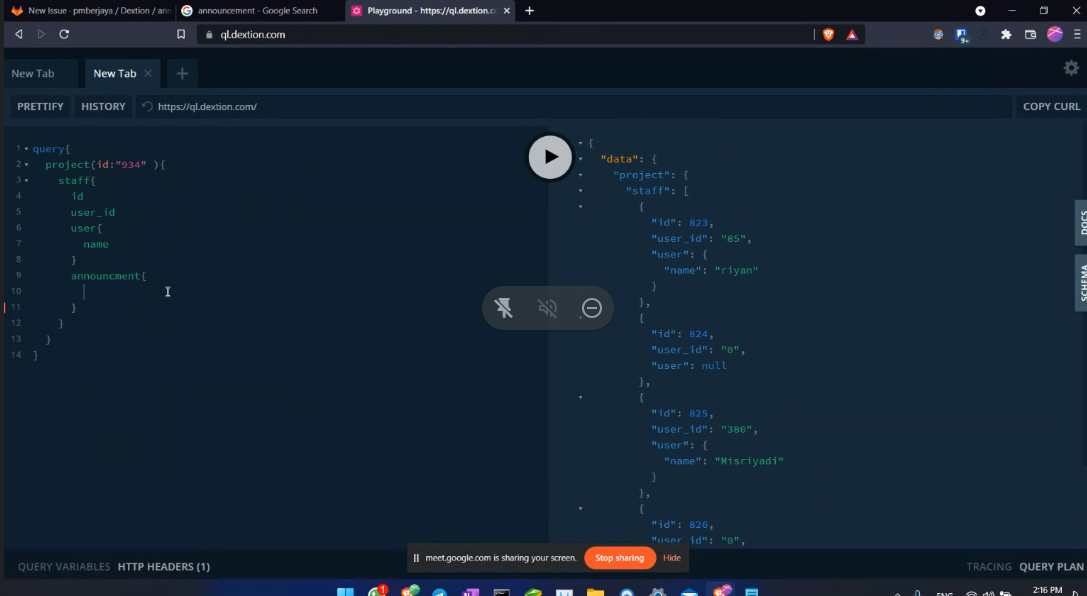 New Issue · pmberjaya / Dextion / ann
announcement - Google Search
Playground - https://ql.dextion.co
ql.dextion.com
9+
New Tab
New Tab
PRETTIFY
HISTORY
https://ql.dextion.com/
COPY CURL
1 query{
2 project(id:"934" ){
3 staff{
4 id
5 user_id
6 user{
7 name
8 }
9 announcment{
10
11 }
12 }
13 }
14 }
{
"data": {
"project": {
"staff": [
{
"id": 823,
"user_id": "85",
"user": {
"name": "riyan"
}
},
{
"id": 824,
"user_id": "0",
"user": null
},
{
"id": 825,
"user_id": "380",
"user": {
"name": "Misriyadi"
}
},
{
"id": 826,
"user_id": "0",
DOCS
SCHEMA
meet.google.com is sharing your screen.
Stop sharing
Hide
QUERY VARIABLES
HTTP HEADERS (1)
TRACING
QUERY PLAN
1
ENG
2:16 PM